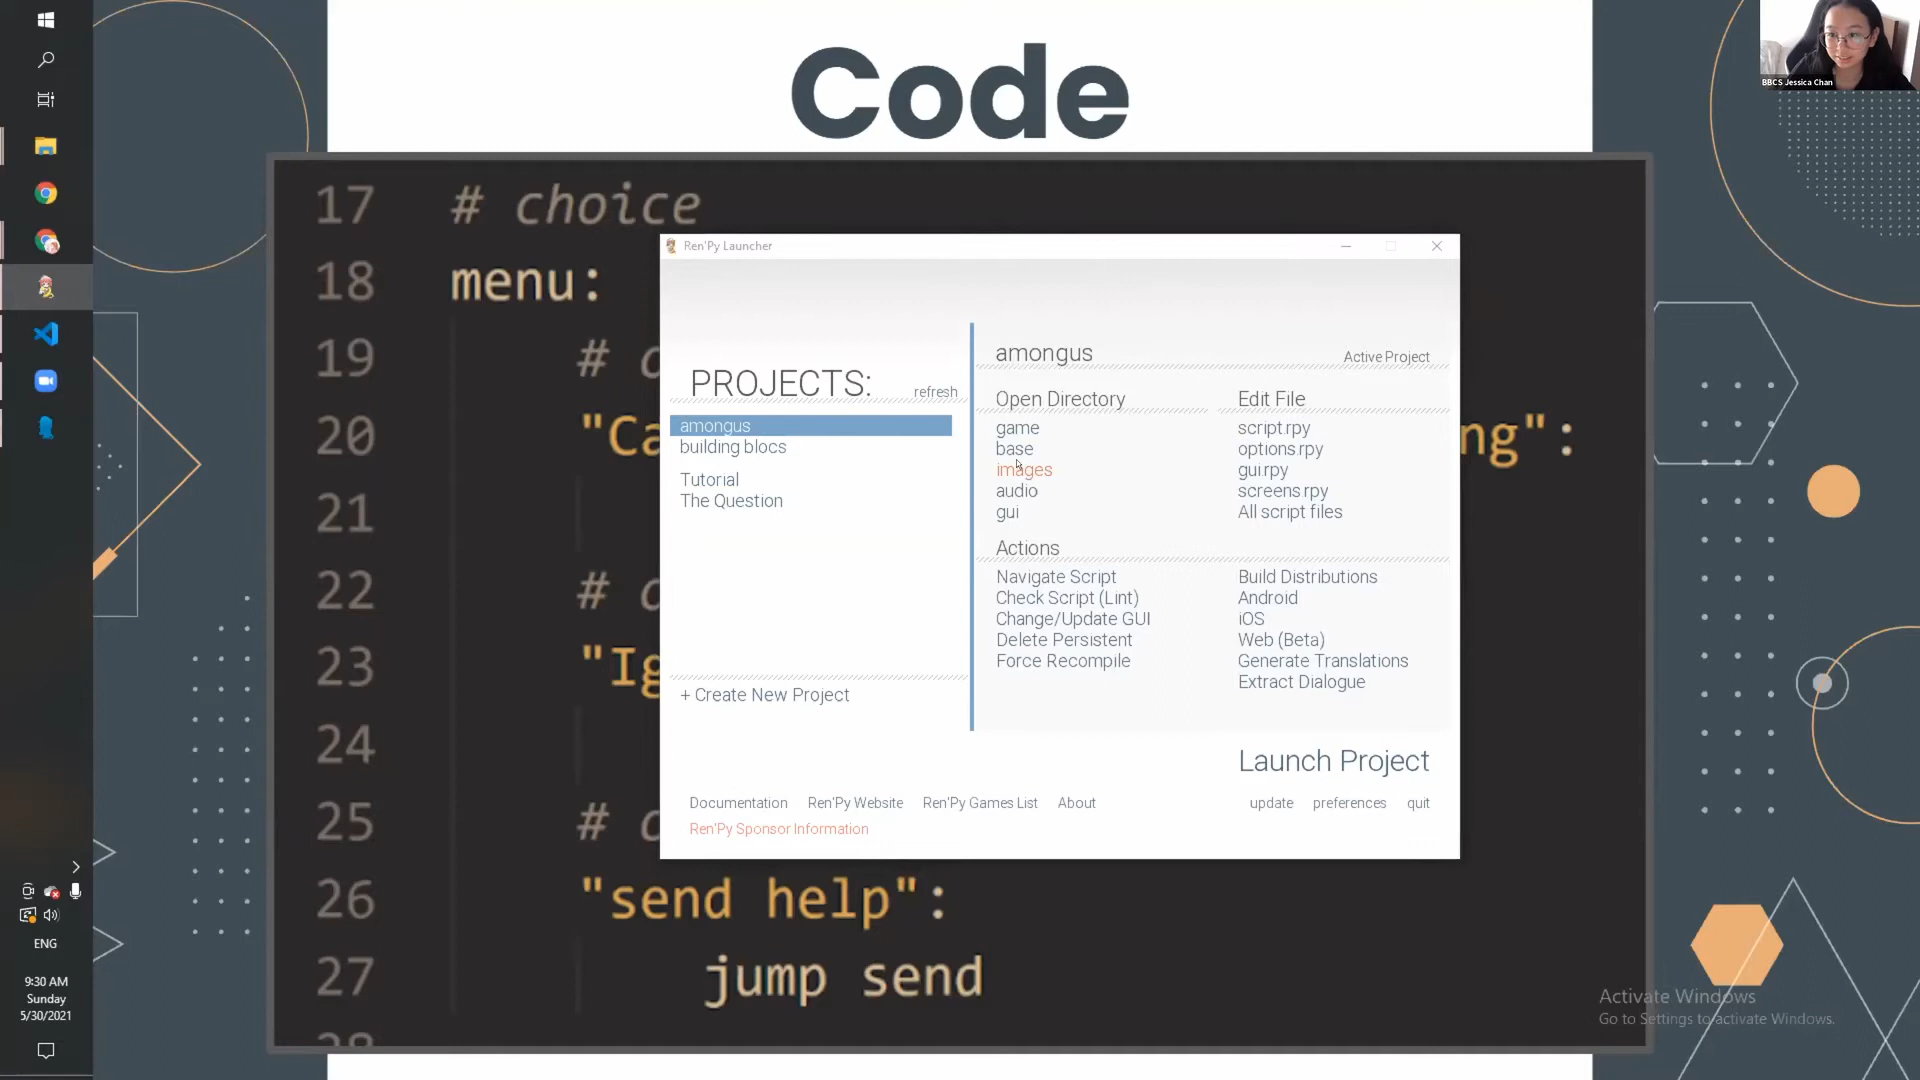 Code
BBCS Jessica Chan
17 # choice
18 menu:
19 #
20 "Ca ng":
21
22 #
23 "Ig
24
25 #
26 "send help":
27 jump send
Ren'Py Launcher
PROJECTS:
refresh
amongus
building blocs
Tutorial
The Question
+ Create New Project
amongus
Active Project
Open Directory
game
base
images
audio
gui
Edit File
script.rpy
options.rpy
gui.rpy
screens.rpy
All script files
Actions
Navigate Script
Check Script (Lint)
Change/Update GUI
Delete Persistent
Force Recompile
Build Distributions
Android
iOS
Web (Beta)
Generate Translations
Extract Dialogue
Launch Project
Documentation Ren'Py Website Ren'Py Games List About
update preferences quit
Ren'Py Sponsor Information
ENG
9:30 AM
Sunday
5/30/2021
Activate Windows
Go to Settings to activate Windows.